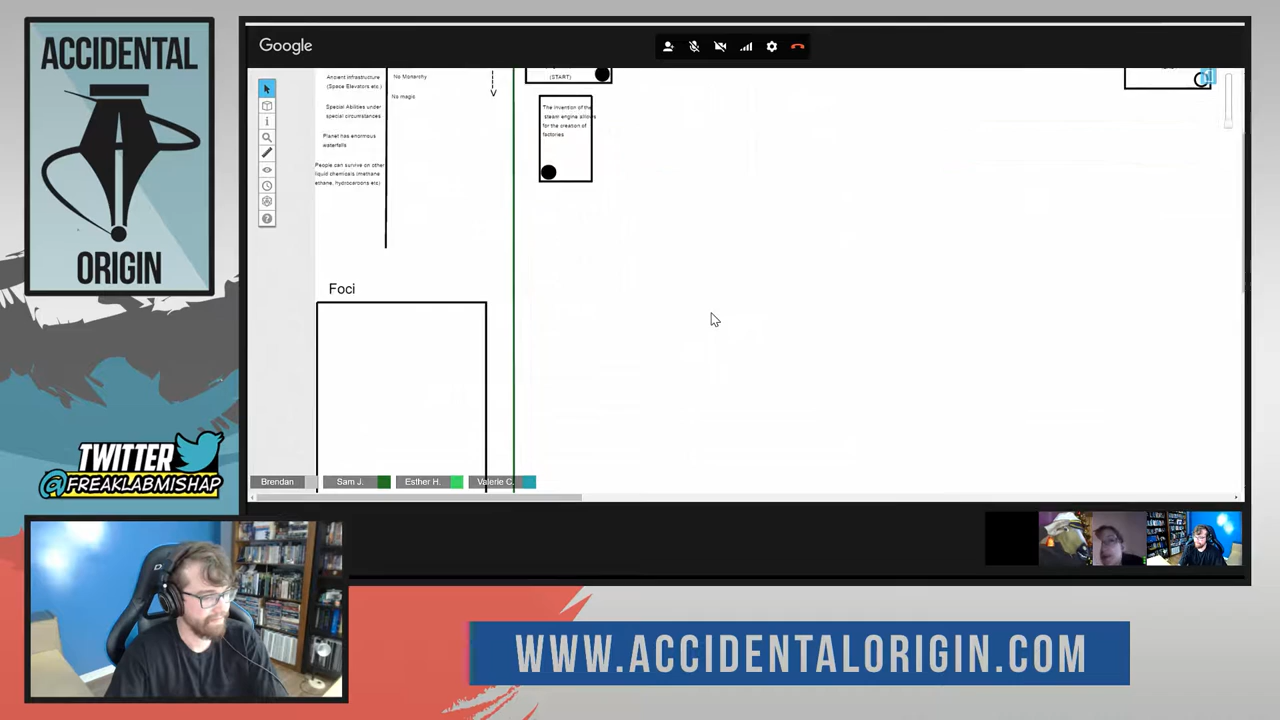 ACCIDENTAL
ORIGIN
Google
Ancient infrastructure
(Space Elevators etc)
Special Abilities under
special circumstances
Planet has enormous
waterfalls
People can survive on other
liquid chemicals (methane
ethane, hydrocarbons etc)
No Monarchy
No magic
(START)
The invention of the
steam engine allows
for the creation of
factories
Foci
Brendan
Sam J.
Esther H.
Valerie C.
TWITTER
@FREAKLABMISHAP
WWW.ACCIDENTALORIGIN.COM